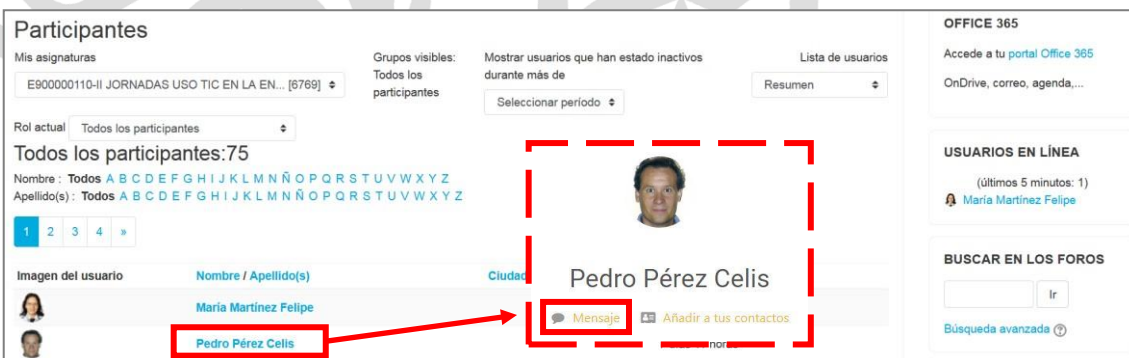 Participantes
Mis asignaturas
E900000110-II JORNADAS USO TIC EN LA EN... [6769]
Grupos visibles:
Todos los
participantes
Mostrar usuarios que han estado inactivos
durante más de
Seleccionar período
Lista de usuarios
Resumen
Rol actual Todos los participantes
Todos los participantes:75
Nombre : Todos A B C D E F G H I J K L M N Ñ O P Q R S T U V W X Y Z
Apellido(s) : Todos A B C D E F G H I J K L M N Ñ O P Q R S T U V W X Y Z
1 2 3 4 »
Imagen del usuario Nombre / Apellido(s) Ciudad
María Martínez Felipe
Pedro Pérez Celis
Pedro Pérez Celis
Mensaje Añadir a tus contactos
OFFICE 365
Accede a tu portal Office 365
OnDrive, correo, agenda,...
USUARIOS EN LÍNEA
(últimos 5 minutos: 1)
María Martínez Felipe
BUSCAR EN LOS FOROS
Ir
Búsqueda avanzada